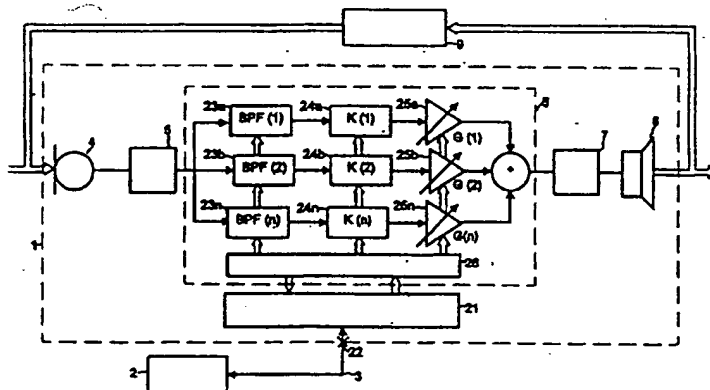 9
23a 24a 25a 6
BPF (1) K (1) G (1)
4 5 23b 24b 25b 7 8
BPF (2) K (2) G (2) +
23n 24n 25n
BPF (n) K (n) G(n)
1 26
21
22
2 3